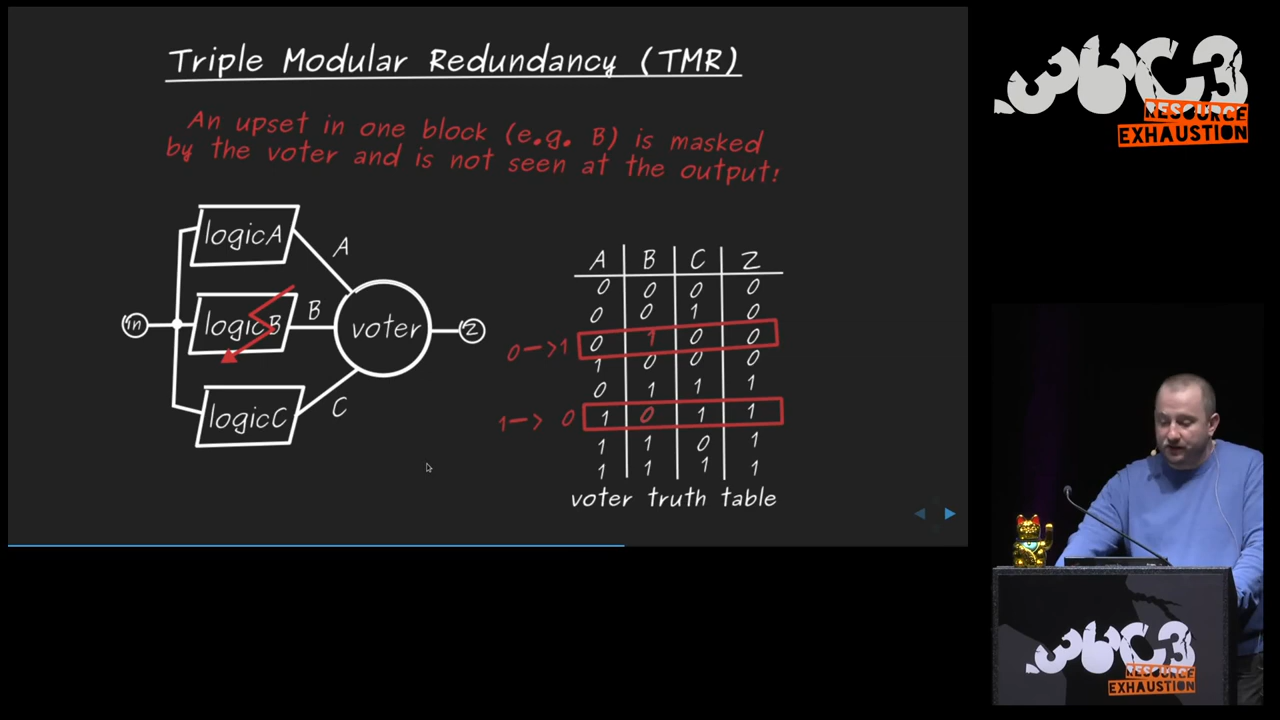 Triple Modular Redundancy (TMR)
An upset in one block (e.g. B) is masked
by the voter and is not seen at the output!
logicA
A
in
logicB
B
voter
Z
logicC
C
A B C Z
0 0 0 0
0 0 1 0
0->1 0 1 0 0
1 0 0 0
0 1 1 1
1-> 0 1 0 1 1
1 1 0 1
1 1 1 1
voter truth table
36C3
RESOURCE
EXHAUSTION
36C3
RESOURCE
EXHAUSTION